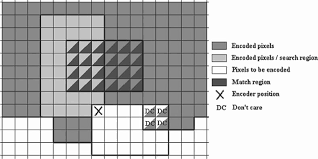 Encoded pixels
Encoded pixels / search region
Pixels to be encoded
Match region
X Encoder position
DC Don't care
X
DC DC
DC DC